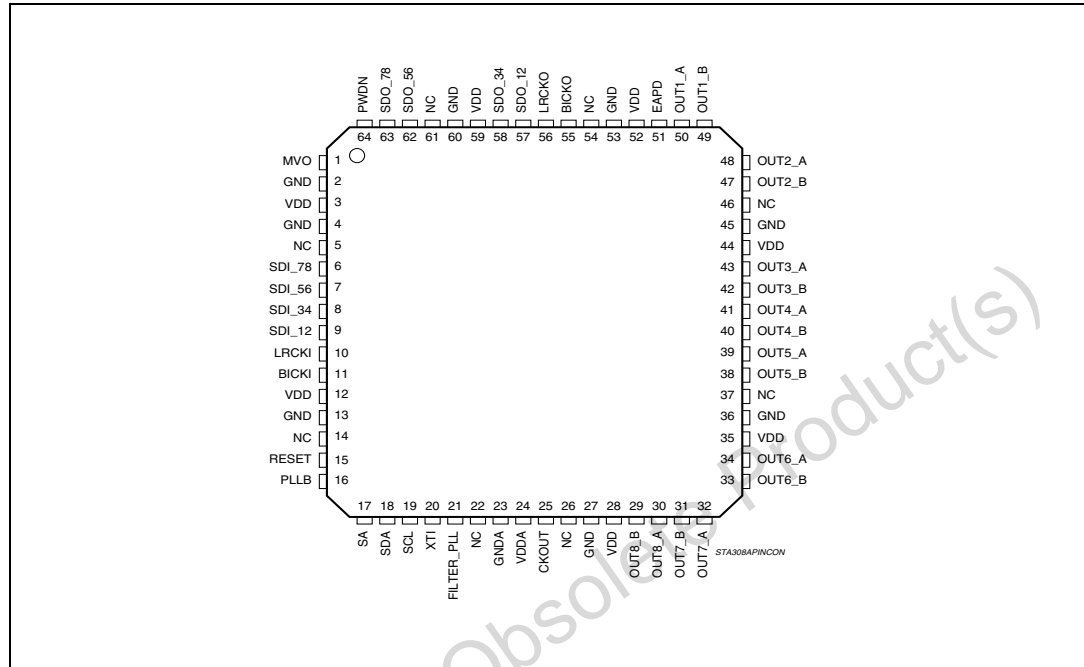 PWDN
SDO_78
SDO_56
NC
GND
VDD
SDO_34
SDO_12
LRCKO
BICKO
NC
GND
VDD
EAPD
OUT1_A
OUT1_B
64 63 62 61 60 59 58 57 56 55 54 53 52 51 50 49
MVO 1 48 OUT2_A
GND 2 47 OUT2_B
VDD 3 46 NC
GND 4 45 GND
NC 5 44 VDD
SDI_78 6 43 OUT3_A
SDI_56 7 42 OUT3_B
SDI_34 8 41 OUT4_A
SDI_12 9 40 OUT4_B
LRCKI 10 39 OUT5_A
BICKI 11 38 OUT5_B
VDD 12 37 NC
GND 13 36 GND
NC 14 35 VDD
RESET 15 34 OUT6_A
PLLB 16 33 OUT6_B
17 18 19 20 21 22 23 24 25 26 27 28 29 30 31 32
SA
SDA
SCL
XTI
FILTER_PLL
NC
GNDA
VDDA
CKOUT
NC
GND
VDD
OUT8_B
OUT8_A
OUT7_B
OUT7_A
STA308APINCON
Obsolete Product(s)